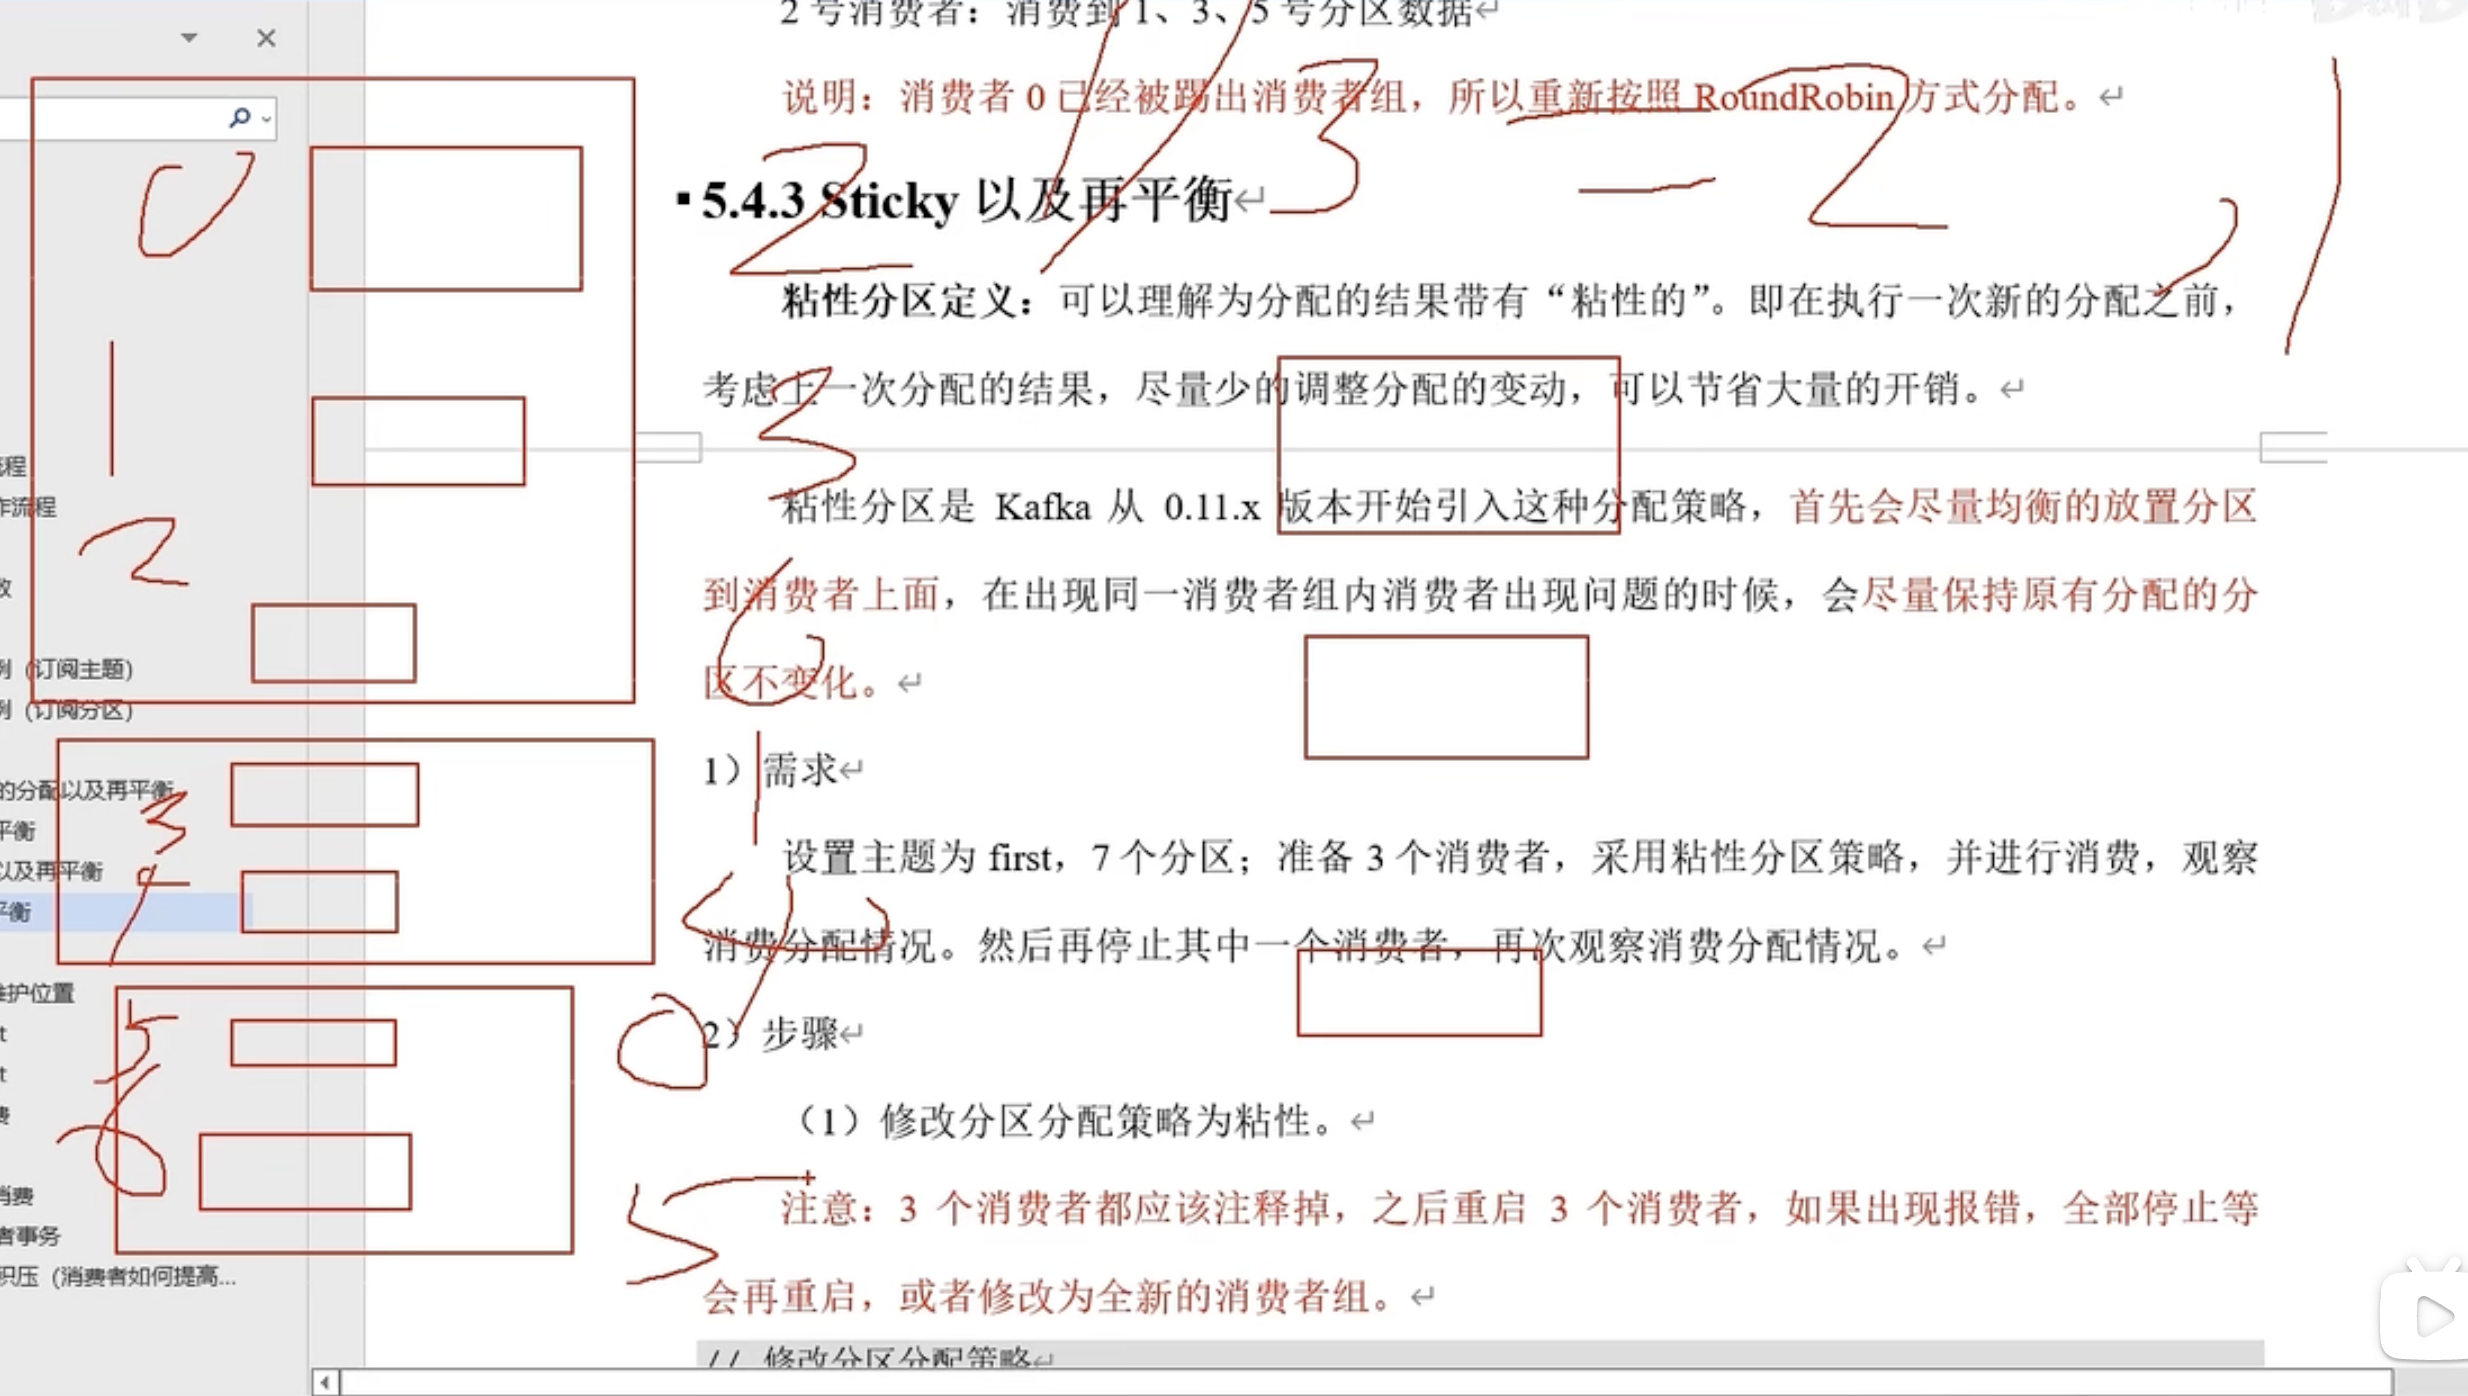 2 号消费者：消费到 1、3、5 号分区数据
说明：消费者 0 已经被踢出消费者组，所以重新按照 RoundRobin 方式分配。
5.4.3 Sticky 以及再平衡
粘性分区定义：可以理解为分配的结果带有“粘性的”。即在执行一次新的分配之前，
考虑上一次分配的结果，尽量少的调整分配的变动，可以节省大量的开销。
粘性分区是 Kafka 从 0.11.x 版本开始引入这种分配策略，首先会尽量均衡的放置分区
到消费者上面，在出现同一消费者组内消费者出现问题的时候，会尽量保持原有分配的分
区不变化。
1）需求
设置主题为 first，7 个分区；准备 3 个消费者，采用粘性分区策略，并进行消费，观察
消费分配情况。然后再停止其中一个消费者，再次观察消费分配情况。
2）步骤
（1）修改分区分配策略为粘性。
注意：3 个消费者都应该注释掉，之后重启 3 个消费者，如果出现报错，全部停止等
会再重启，或者修改为全新的消费者组。
// 修改分区分配策略
流程
作流程
例（订阅主题）
例（订阅分区）
的分配以及再平衡
平衡
以及再平衡
平衡
维护位置
t
t
费
消费
者事务
积压（消费者如何提高...
0
1
2
3
5
6
2
3
2
3
6
1
0
5